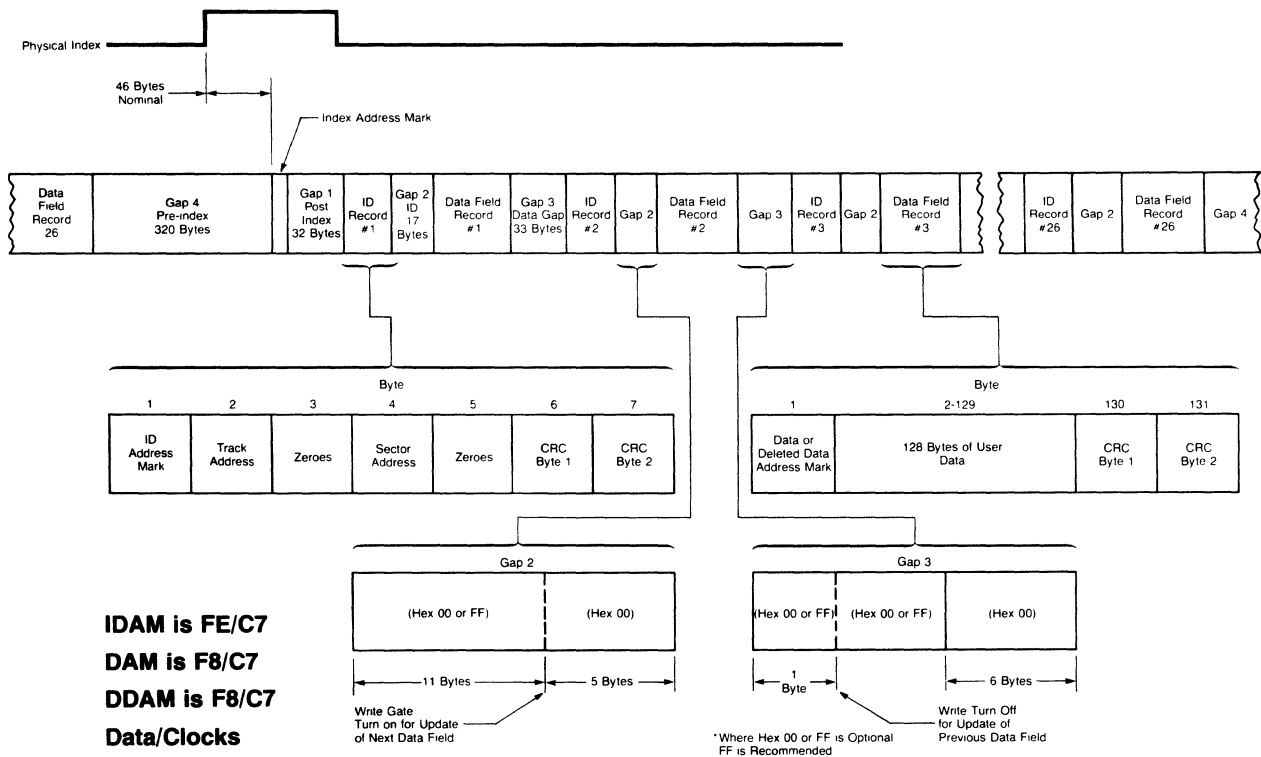 Physical Index
46 Bytes
Nominal
Index Address Mark
Data
Field
Record
26
Gap 4
Pre-index
320 Bytes
Gap 1
Post
Index
32 Bytes
ID
Record
#1
Gap 2
ID
17
Bytes
Data Field
Record
#1
Gap 3
Data Gap
33 Bytes
ID
Record
#2
Gap 2
Data Field
Record
#2
Gap 3
ID
Record
#3
Gap 2
Data Field
Record
#3
ID
Record
#26
Gap 2
Data Field
Record
#26
Gap 4
Byte
1 2 3 4 5 6 7
ID
Address
Mark
Track
Address
Zeroes
Sector
Address
Zeroes
CRC
Byte 1
CRC
Byte 2
Byte
1 2-129 130 131
Data or
Deleted Data
Address Mark
128 Bytes of User
Data
CRC
Byte 1
CRC
Byte 2
Gap 2
(Hex 00 or FF) (Hex 00)
11 Bytes 5 Bytes
Write Gate
Turn on for Update
of Next Data Field
Gap 3
(Hex 00 or FF) (Hex 00 or FF) (Hex 00)
1
Byte
6 Bytes
Write Turn Off
for Update of
Previous Data Field
*Where Hex 00 or FF is Optional
FF is Recommended
IDAM is FE/C7
DAM is F8/C7
DDAM is F8/C7
Data/Clocks